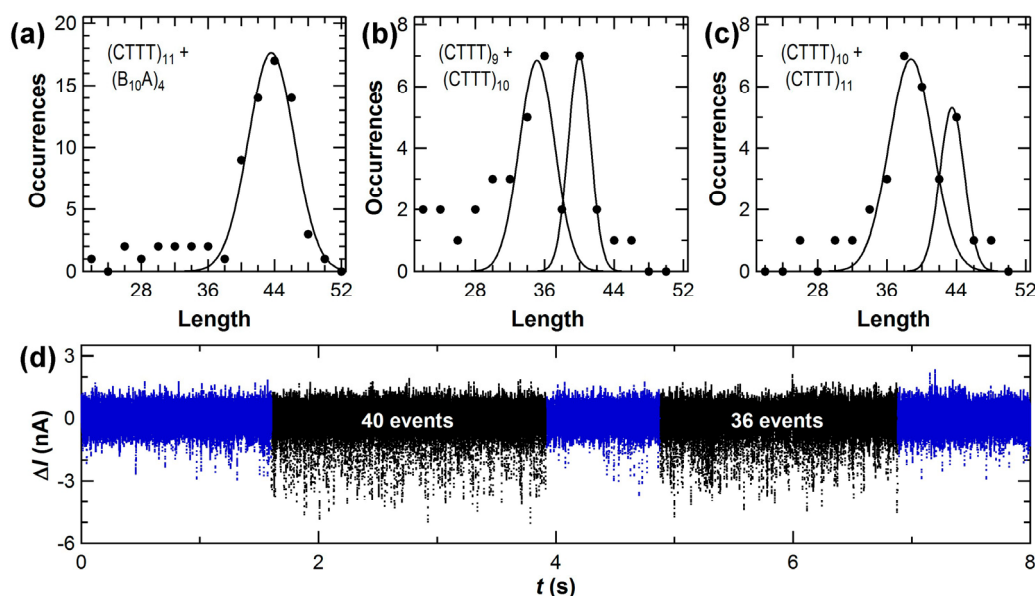 (a)
(CTTT)11 +
(B10A)4
Occurrences
20
15
10
5
0
28 36 44 52
Length
(b)
(CTTT)9 +
(CTTT)10
Occurrences
8
6
4
2
0
28 36 44 52
Length
(c)
(CTTT)10 +
(CTTT)11
Occurrences
8
6
4
2
0
28 36 44 52
Length
(d)
ΔI (nA)
3
0
-3
-6
40 events
36 events
0 2 4 6 8
t (s)